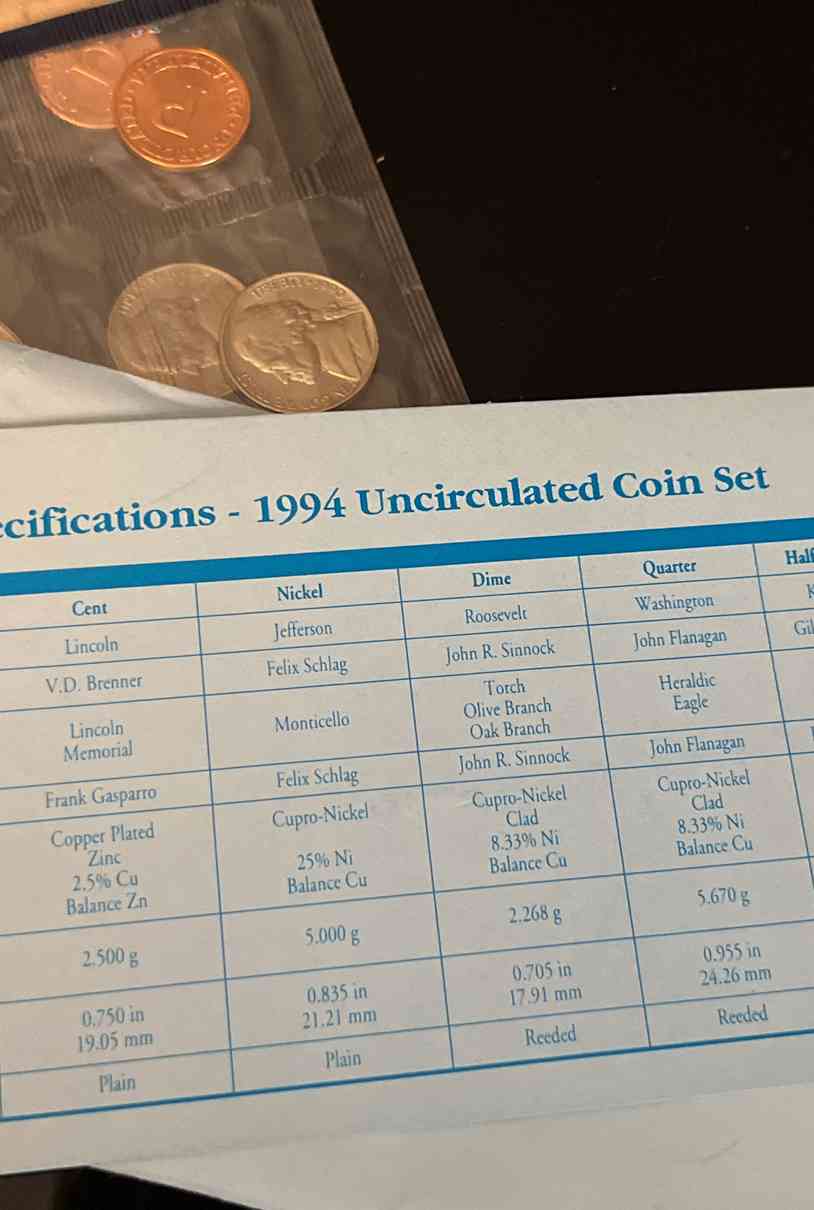 ecifications - 1994 Uncirculated Coin Set
Cent Nickel Dime Quarter Half
Lincoln Jefferson Roosevelt Washington K
V.D. Brenner Felix Schlag John R. Sinnock John Flanagan Gil
Lincoln Memorial Monticello Torch Olive Branch Oak Branch Heraldic Eagle
Frank Gasparro Felix Schlag John R. Sinnock John Flanagan
Copper Plated Zinc 2.5% Cu Balance Zn Cupro-Nickel 25% Ni Balance Cu Cupro-Nickel Clad 8.33% Ni Balance Cu Cupro-Nickel Clad 8.33% Ni Balance Cu
2.500 g 5.000 g 2.268 g 5.670 g
0.750 in 19.05 mm 0.835 in 21.21 mm 0.705 in 17.91 mm 0.955 in 24.26 mm
Plain Plain Reeded Reeded